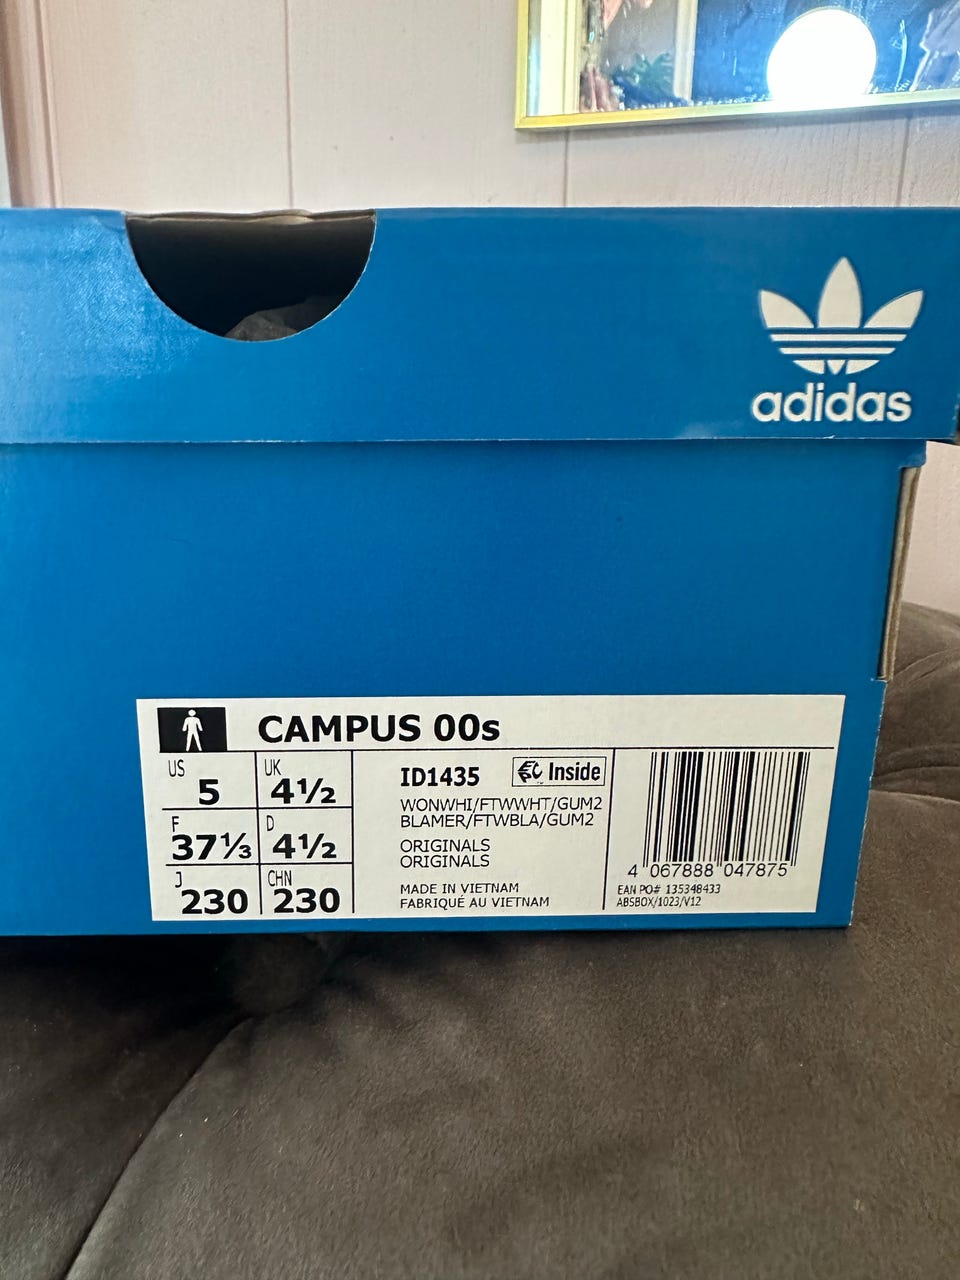 adidas
CAMPUS 00s
US
5
UK
4½
F
37⅓
D
4½
J
230
CHN
230
ID1435
Inside
WONWHI/FTWWHT/GUM2
BLAMER/FTWBLA/GUM2
ORIGINALS
ORIGINALS
MADE IN VIETNAM
FABRIQUÉ AU VIETNAM
4 067888 047875
EAN PO# 135348433
ABSBOX/1023/V12